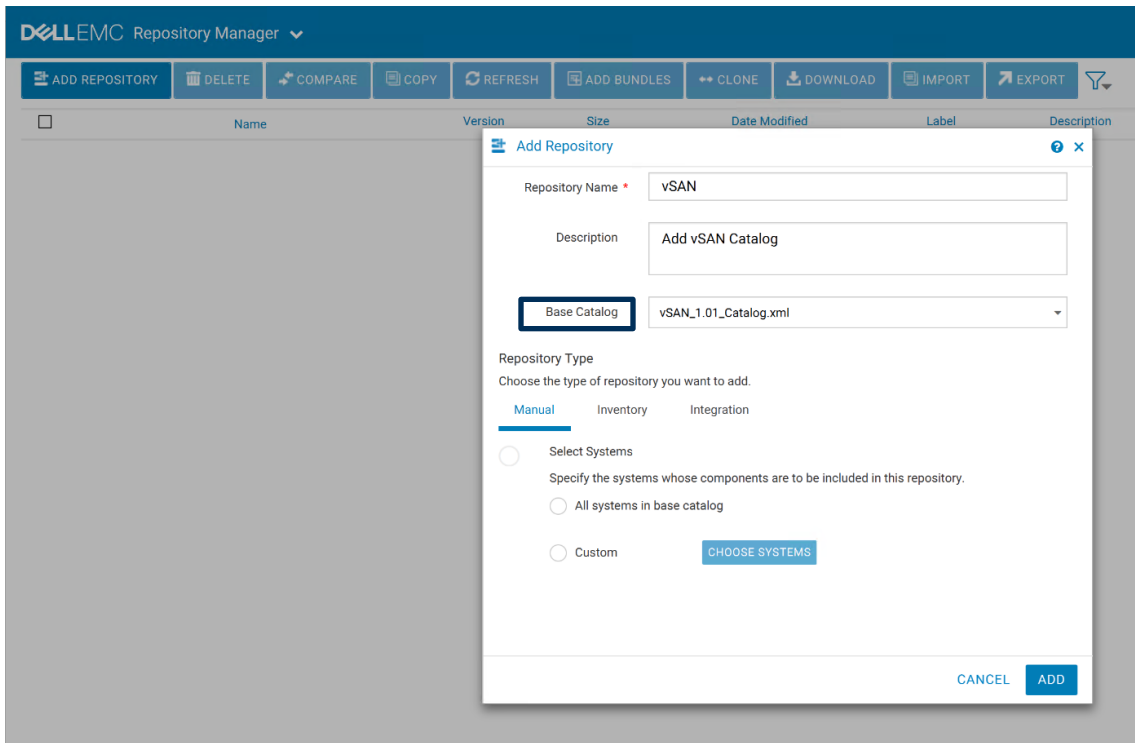 DELLEMC Repository Manager
ADD REPOSITORY DELETE COMPARE COPY REFRESH ADD BUNDLES CLONE DOWNLOAD IMPORT EXPORT
Name Version Size Date Modified Label Description
Add Repository
Repository Name * vSAN
Description Add vSAN Catalog
Base Catalog vSAN_1.01_Catalog.xml
Repository Type
Choose the type of repository you want to add.
Manual Inventory Integration
Select Systems
Specify the systems whose components are to be included in this repository.
All systems in base catalog
Custom CHOOSE SYSTEMS
CANCEL ADD